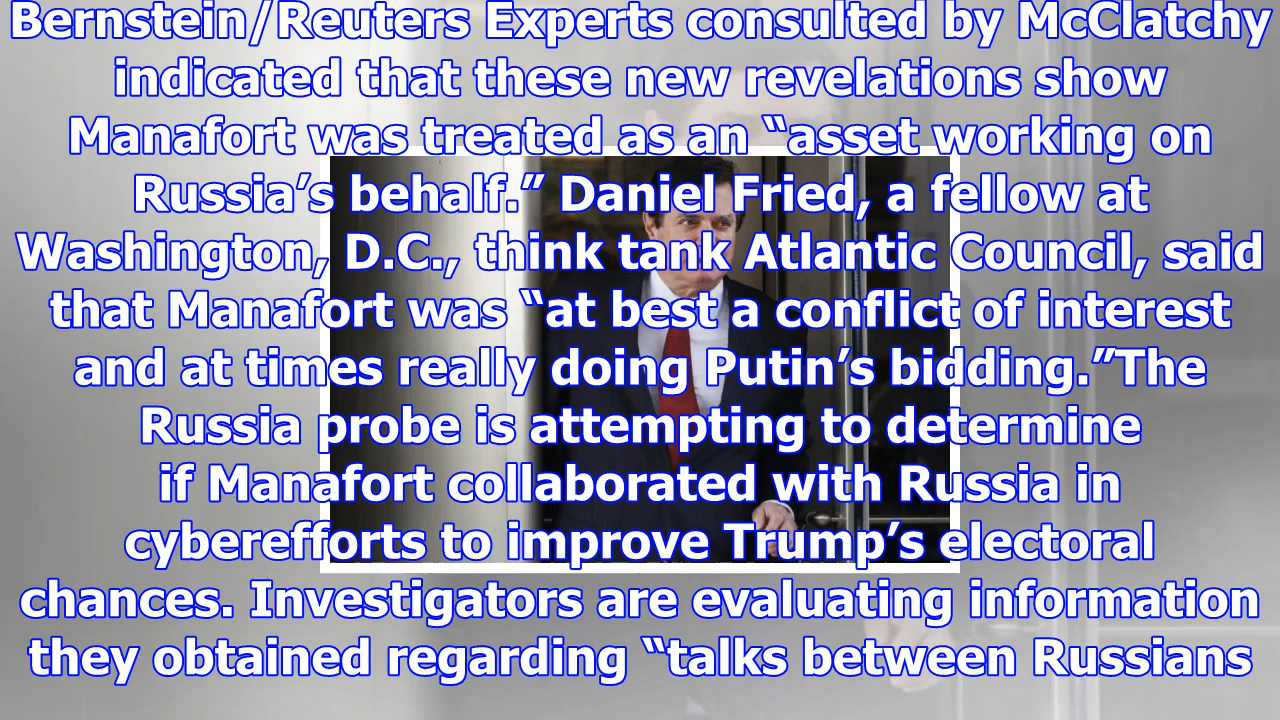 Bernstein/Reuters Experts consulted by McClatchy
indicated that these new revelations show
Manafort was treated as an “asset working on
Russia’s behalf.” Daniel Fried, a fellow at
Washington, D.C., think tank Atlantic Council, said
that Manafort was “at best a conflict of interest
and at times really doing Putin’s bidding.”The
Russia probe is attempting to determine
if Manafort collaborated with Russia in
cyberefforts to improve Trump’s electoral
chances. Investigators are evaluating information
they obtained regarding “talks between Russians